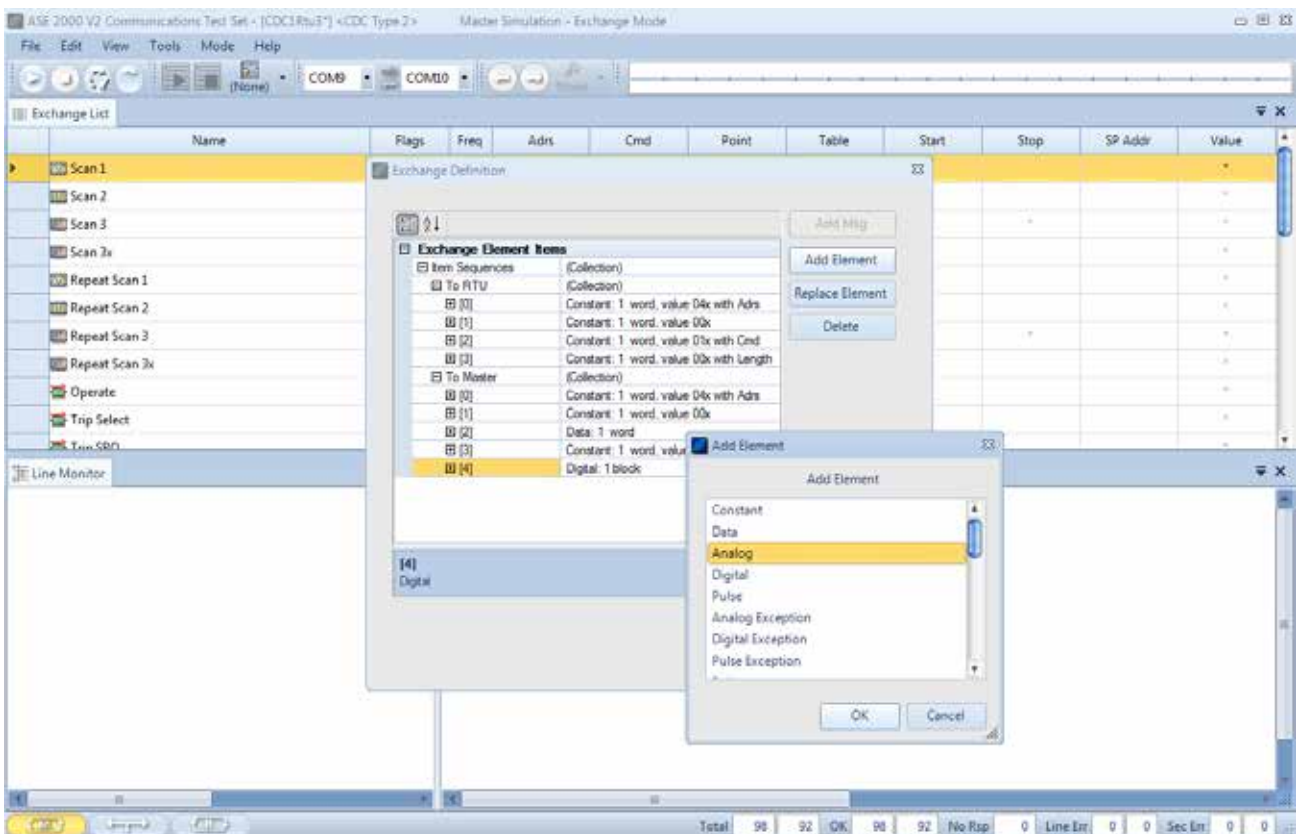 ASE 2000 V2 Communications Test Set - [CDC1Rtu3*] <CDC Type 2> Master Simulation - Exchange Mode
File Edit View Tools Mode Help
(None) COM9 COM10
Exchange List
Name Flags Freq Adrs Cmd Point Table Start Stop SP Addr Value
Scan 1
Scan 2
Scan 3
Scan 3x
Repeat Scan 1
Repeat Scan 2
Repeat Scan 3
Repeat Scan 3x
Operate
Trip Select
Trip SBO
Line Monitor
Exchange Definition
Add Msg
Add Element
Replace Element
Delete
Exchange Element Items
Item Sequences (Collection)
To RTU (Collection)
[0] Constant: 1 word, value 04x with Adrs
[1] Constant: 1 word, value 00x
[2] Constant: 1 word, value 01x with Cmd
[3] Constant: 1 word, value 00x with Length
To Master (Collection)
[0] Constant: 1 word, value 04x with Adrs
[1] Constant: 1 word, value 00x
[2] Data: 1 word
[3] Constant: 1 word, valu
[4] Digital: 1 block
[4]
Digital
Add Element
Add Element
Constant
Data
Analog
Digital
Pulse
Analog Exception
Digital Exception
Pulse Exception
OK Cancel
Total 98 92 OK 98 92 No Rsp 0 Line Err 0 0 Sec Err 0 0